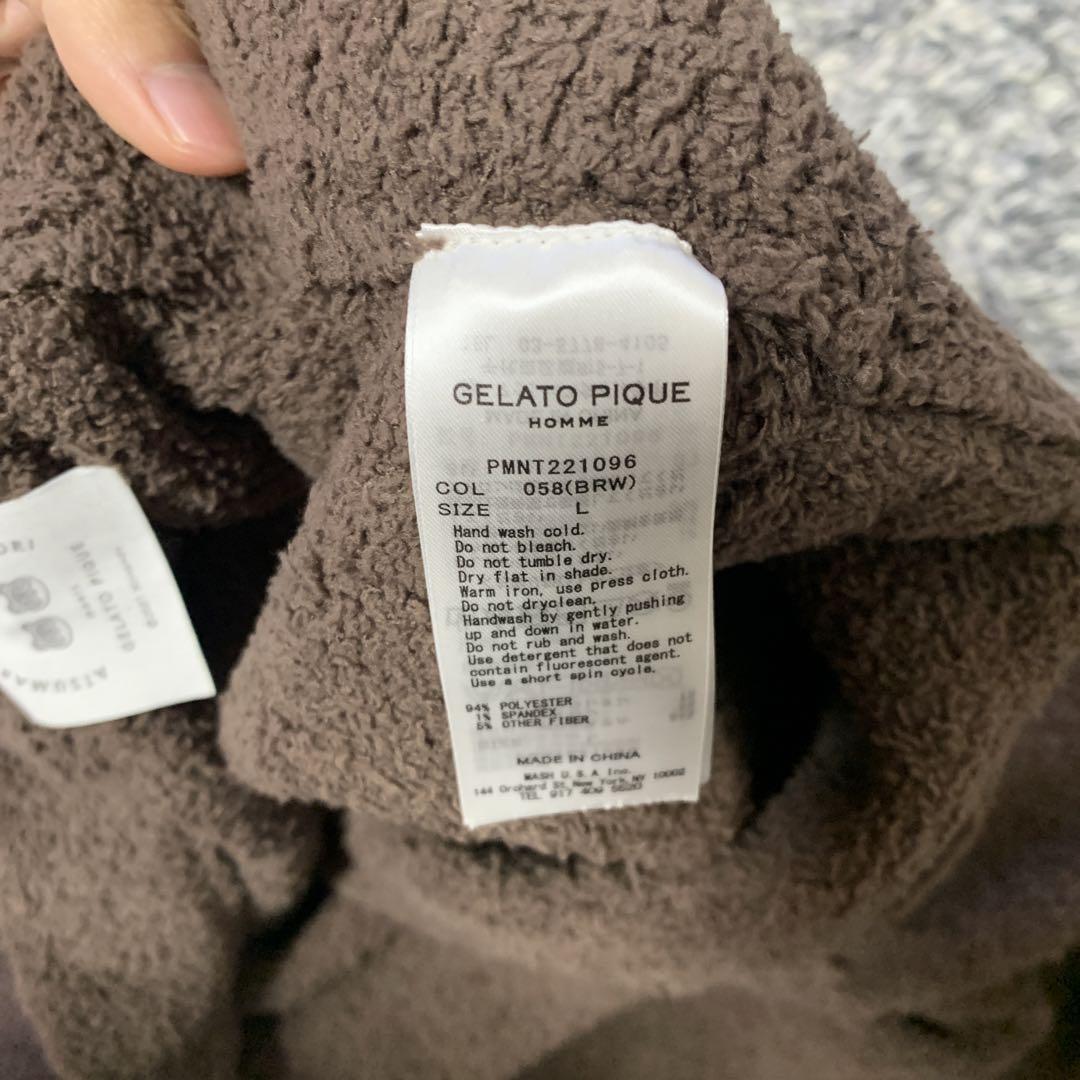 GELATO PIQUE
HOMME
PMNT221096
COL 058(BRW)
SIZE L
Hand wash cold.
Do not bleach.
Do not tumble dry.
Dry flat in shade.
Warm iron, use press cloth.
Do not dryclean.
Handwash by gently pushing
up and down in water.
Do not rub and wash.
Use detergent that does not
contain fluorescent agent.
Use a short spin cycle.
94% POLYESTER
1% SPANDEX
5% OTHER FIBER
MADE IN CHINA
MASH U.S.A Inc.
144 Orchard St, New York, NY 10002
TEL 917 409 5520
GELATO PIQUE